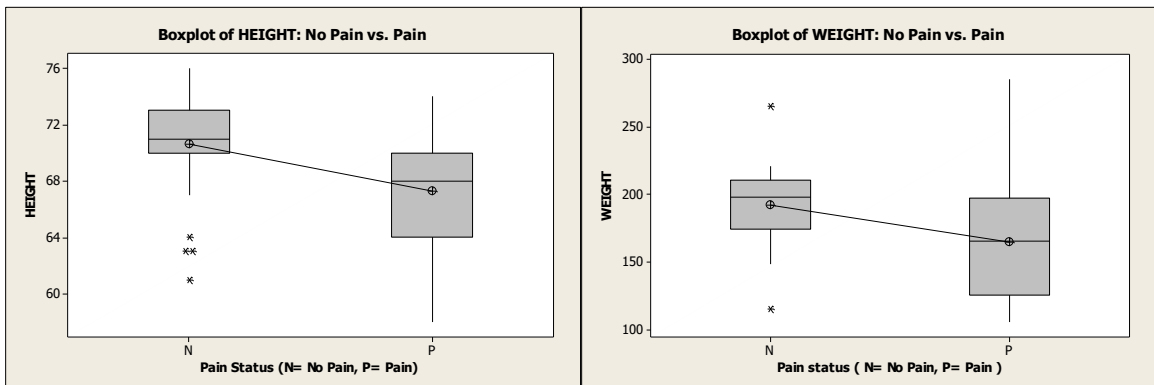 Boxplot of HEIGHT: No Pain vs. Pain
76
72
68
64
60
HEIGHT
N
P
Pain Status (N= No Pain, P= Pain)
Boxplot of WEIGHT: No Pain vs. Pain
300
250
200
150
100
WEIGHT
N
P
Pain status ( N= No Pain, P= Pain )